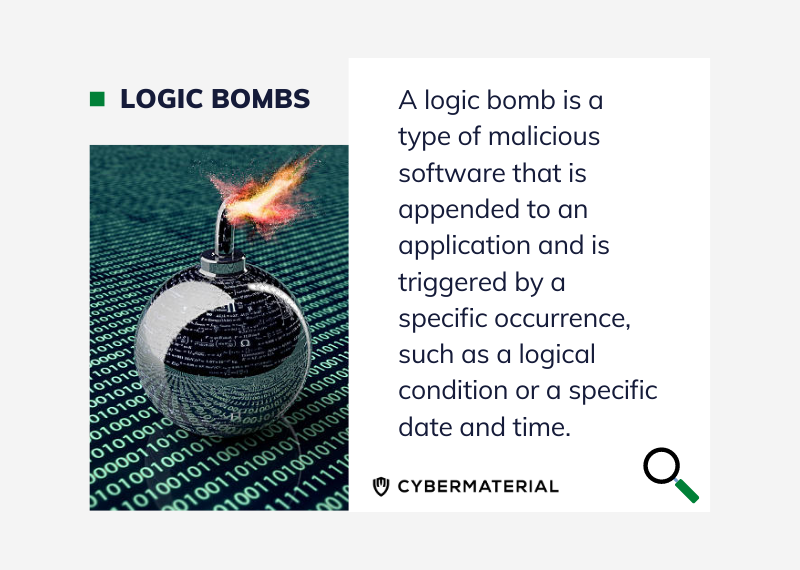 LOGIC BOMBS
A logic bomb is a
type of malicious
software that is
appended to an
application and is
triggered by a
specific occurrence,
such as a logical
condition or a specific
date and time.
CYBERMATERIAL